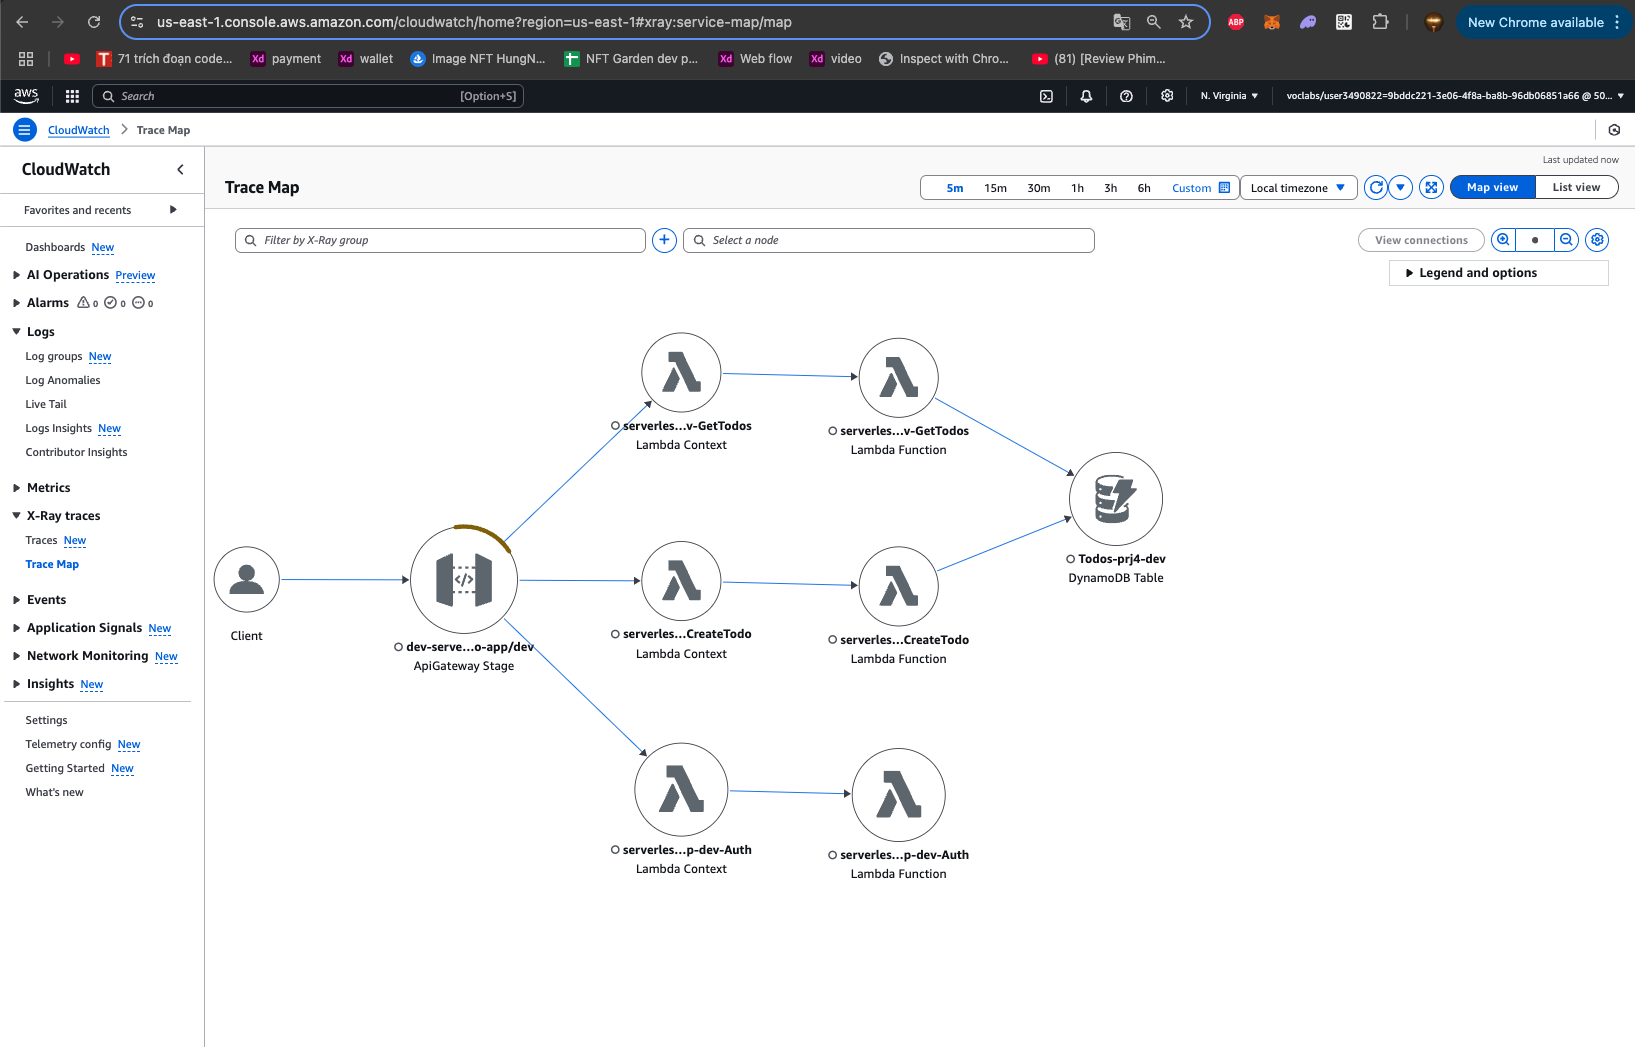 us-east-1.console.aws.amazon.com/cloudwatch/home?region=us-east-1#xray:service-map/map
ABP
New Chrome available
71 trích đoạn code...
Xd payment
Xd wallet
Image NFT HungN...
NFT Garden dev p...
Xd Web flow
Xd video
Inspect with Chro...
(81) [Review Phim...
aws
Search
[Option+S]
N. Virginia
voclabs/user3490822=9bddc221-3e06-4f8a-ba8b-96db06851a66 @ 50...
CloudWatch
Trace Map
CloudWatch
Favorites and recents
Dashboards New
AI Operations Preview
Alarms 0 0 0
Logs
Log groups New
Log Anomalies
Live Tail
Logs Insights New
Contributor Insights
Metrics
X-Ray traces
Traces New
Trace Map
Events
Application Signals New
Network Monitoring New
Insights New
Settings
Telemetry config New
Getting Started New
What's new
Last updated now
Trace Map
5m 15m 30m 1h 3h 6h Custom
Local timezone
Map view
List view
Filter by X-Ray group
Select a node
View connections
Legend and options
serverles...v-GetTodos
Lambda Context
serverles...v-GetTodos
Lambda Function
Todos-prj4-dev
DynamoDB Table
Client
</>
dev-serve...o-app/dev
ApiGateway Stage
serverles...CreateTodo
Lambda Context
serverles...CreateTodo
Lambda Function
serverles...p-dev-Auth
Lambda Context
serverles...p-dev-Auth
Lambda Function